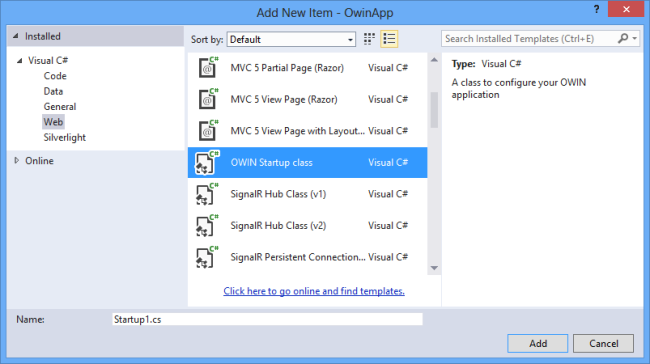 Add New Item - OwinApp
?
Installed
Sort by: Default
Search Installed Templates (Ctrl+E)
Visual C#
Code
Data
General
Web
Silverlight
Online
C#
@
MVC 5 Partial Page (Razor) Visual C#
C#
@
MVC 5 View Page (Razor) Visual C#
C#
@
MVC 5 View Page with Layout... Visual C#
C#
OWIN Startup class Visual C#
C#
SignalR Hub Class (v1) Visual C#
C#
SignalR Hub Class (v2) Visual C#
C#
SignalR Persistent Connection... Visual C#
Click here to go online and find templates.
Type: Visual C#
A class to configure your OWIN
application
Name: Startup1.cs
Add Cancel